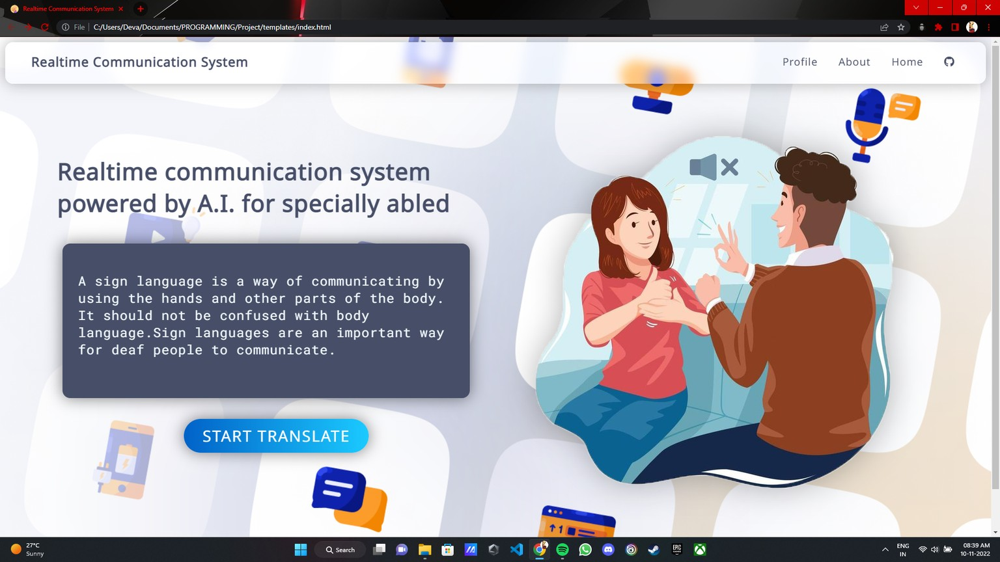 Realtime Communication System
File
C:/Users/Deva/Documents/PROGRAMMING/Project/templates/index.html
Realtime Communication System
Profile
About
Home
Realtime communication system
powered by A.I. for specially abled
A sign language is a way of communicating by
using the hands and other parts of the body.
It should not be confused with body
language.Sign languages are an important way
for deaf people to communicate.
START TRANSLATE
1
27°C
Sunny
Search
EPIC
GAMES
ENG
IN
08:39 AM
10-11-2022